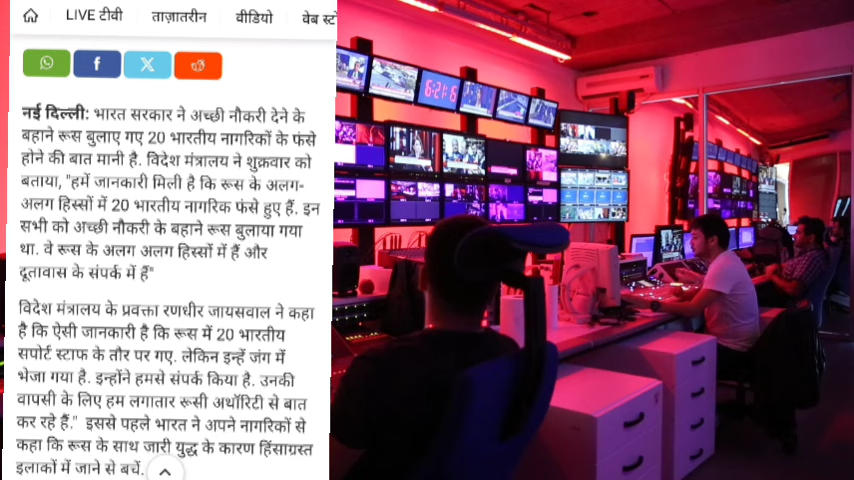 LIVE टीवी ताज़ातरीन वीडियो वेब स्टो
नई दिल्ली: भारत सरकार ने अच्छी नौकरी देने के
बहाने रूस बुलाए गए 20 भारतीय नागरिकों के फंसे
होने की बात मानी है. विदेश मंत्रालय ने शुक्रवार को
बताया, "हमें जानकारी मिली है कि रूस के अलग-
अलग हिस्सों में 20 भारतीय नागरिक फंसे हुए हैं. इन
सभी को अच्छी नौकरी के बहाने रूस बुलाया गया
था. वे रूस के अलग अलग हिस्सों में हैं और
दूतावास के संपर्क में हैं"
विदेश मंत्रालय के प्रवक्ता रणधीर जायसवाल ने कहा
है कि ऐसी जानकारी है कि रूस में 20 भारतीय
सपोर्ट स्टाफ के तौर पर गए. लेकिन इन्हें जंग में
भेजा गया है. इन्होंने हमसे संपर्क किया है. उनकी
वापसी के लिए हम लगातार रूसी अथॉरिटी से बात
कर रहे हैं." इससे पहले भारत ने अपने नागरिकों से
कहा कि रूस के साथ जारी युद्ध के कारण हिंसाग्रस्त
इलाकों में जाने से बचें.